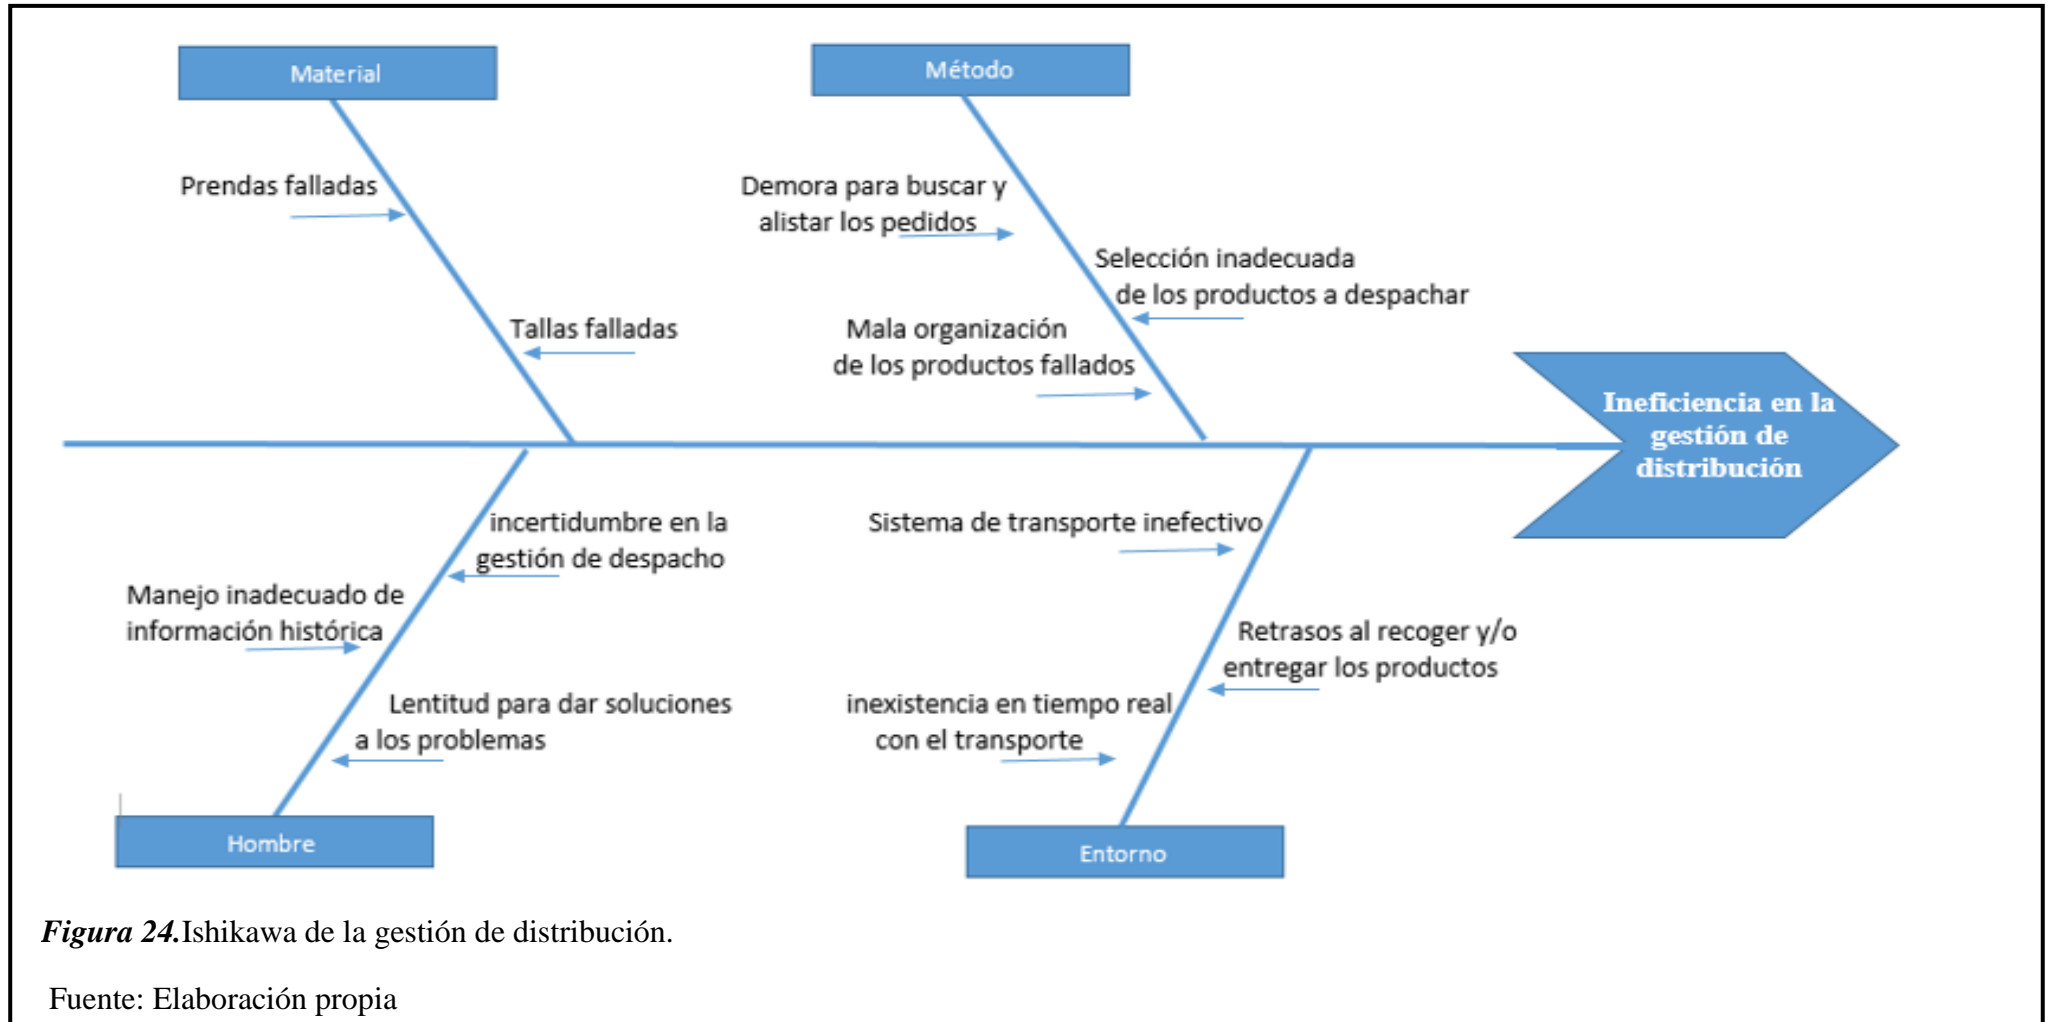 Material
Método
Prendas falladas
Demora para buscar y
alistar los pedidos
Selección inadecuada
de los productos a despachar
Tallas falladas
Mala organización
de los productos fallados
Ineficiencia en la
gestión de
distribución
incertidumbre en la
gestión de despacho
Sistema de transporte inefectivo
Manejo inadecuado de
información histórica
Retrasos al recoger y/o
entregar los productos
Lentitud para dar soluciones
a los problemas
inexistencia en tiempo real
con el transporte
Hombre
Entorno
Figura 24.Ishikawa de la gestión de distribución.
Fuente: Elaboración propia